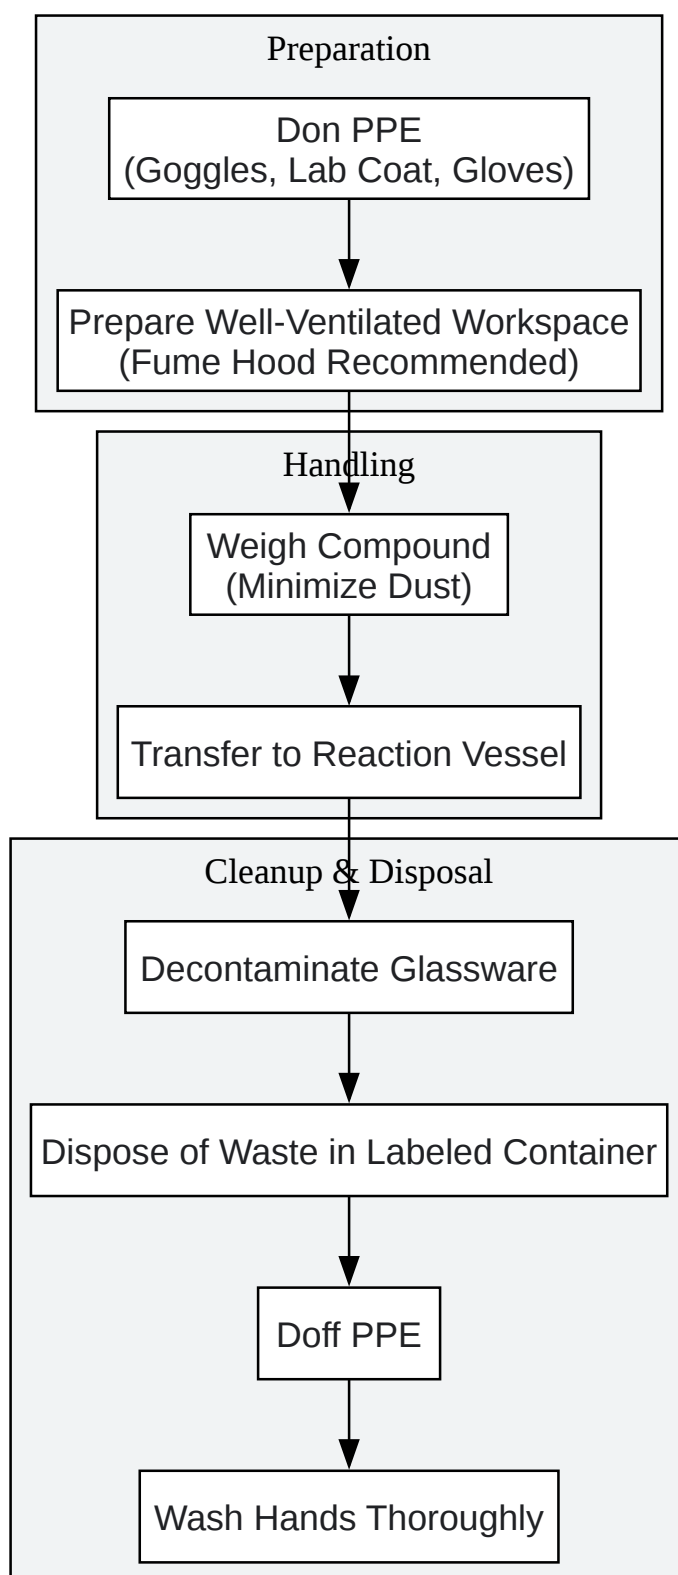 Preparation
Don PPE
(Goggles, Lab Coat, Gloves)
Prepare Well-Ventilated Workspace
(Fume Hood Recommended)
Handling
Weigh Compound
(Minimize Dust)
Transfer to Reaction Vessel
Cleanup & Disposal
Decontaminate Glassware
Dispose of Waste in Labeled Container
Doff PPE
Wash Hands Thoroughly